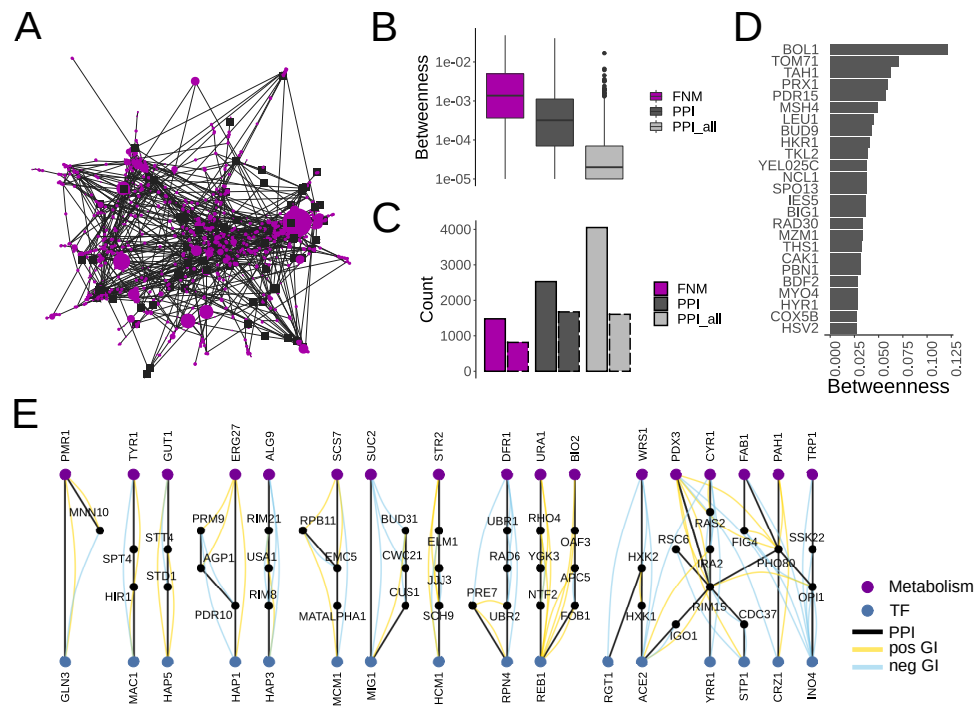 A
B
Betweenness
1e-02
1e-03
1e-04
1e-05
FNM
PPI
PPI_all
C
Count
4000
3000
2000
1000
0
FNM
PPI
PPI_all
D
BOL1
TOM71
TAH1
PRX1
PDR15
MSH4
LEU1
BUD9
HKR1
TKL2
YEL025C
NCL1
SPO13
IES5
BIG1
RAD30
MZM1
THS1
CAK1
PBN1
BDF2
MYO4
HYR1
COX5B
HSV2
0.000 0.025 0.050 0.075 0.100 0.125
Betweenness
E
PMR1 TYR1 GUT1 ERG27 ALG9 SCS7 SUC2 STR2 DFR1 URA1 BIO2 WRS1 PDX3 CYR1 FAB1 PAH1 TRP1
MNN10
SPT4
HIR1
STT4
STD1
PRM9
AGP1
PDR10
RIM21
USA1
RIM8
RPB11
EMC5
MATALPHA1
BUD31
CWC21
CUS1
ELM1
JJJ3
SCH9
UBR1
RAD6
PRE7
UBR2
RHO4
YGK3
NTF2
OAF3
APC5
FOB1
HXK2
HXK1
RAS2
RSC6
IRA2
RIM15
IGO1
FIG4
PHO80
CDC37
SSK22
OPI1
GLN3 MAC1 HAP5 HAP1 HAP3 MCM1 MIG1 HCM1 RPN4 REB1 RGT1 ACE2 YRR1 STP1 CRZ1 INO4
Metabolism
TF
PPI
pos GI
neg GI